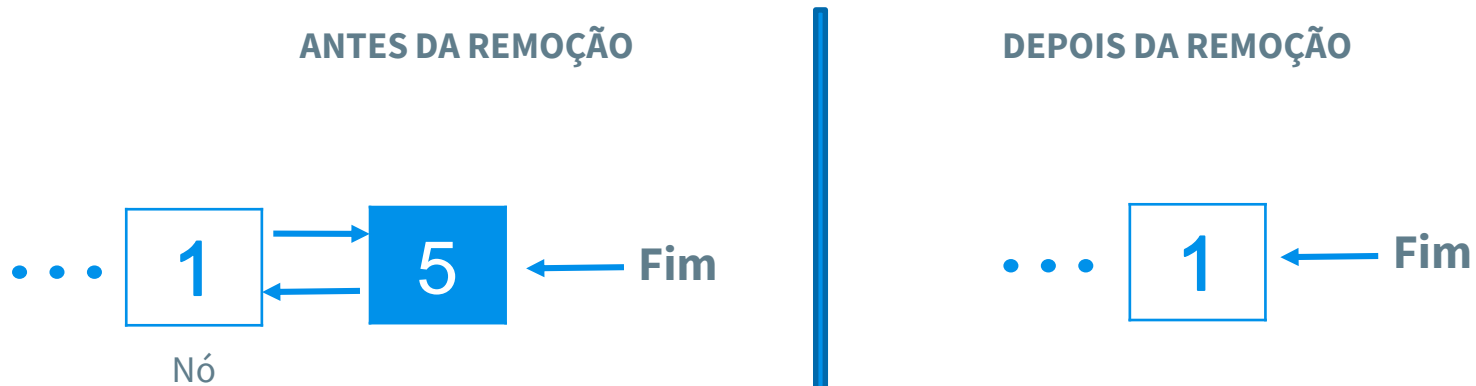 ANTES DA REMOÇÃO
1
5
Fim
Nó
DEPOIS DA REMOÇÃO
1
Fim